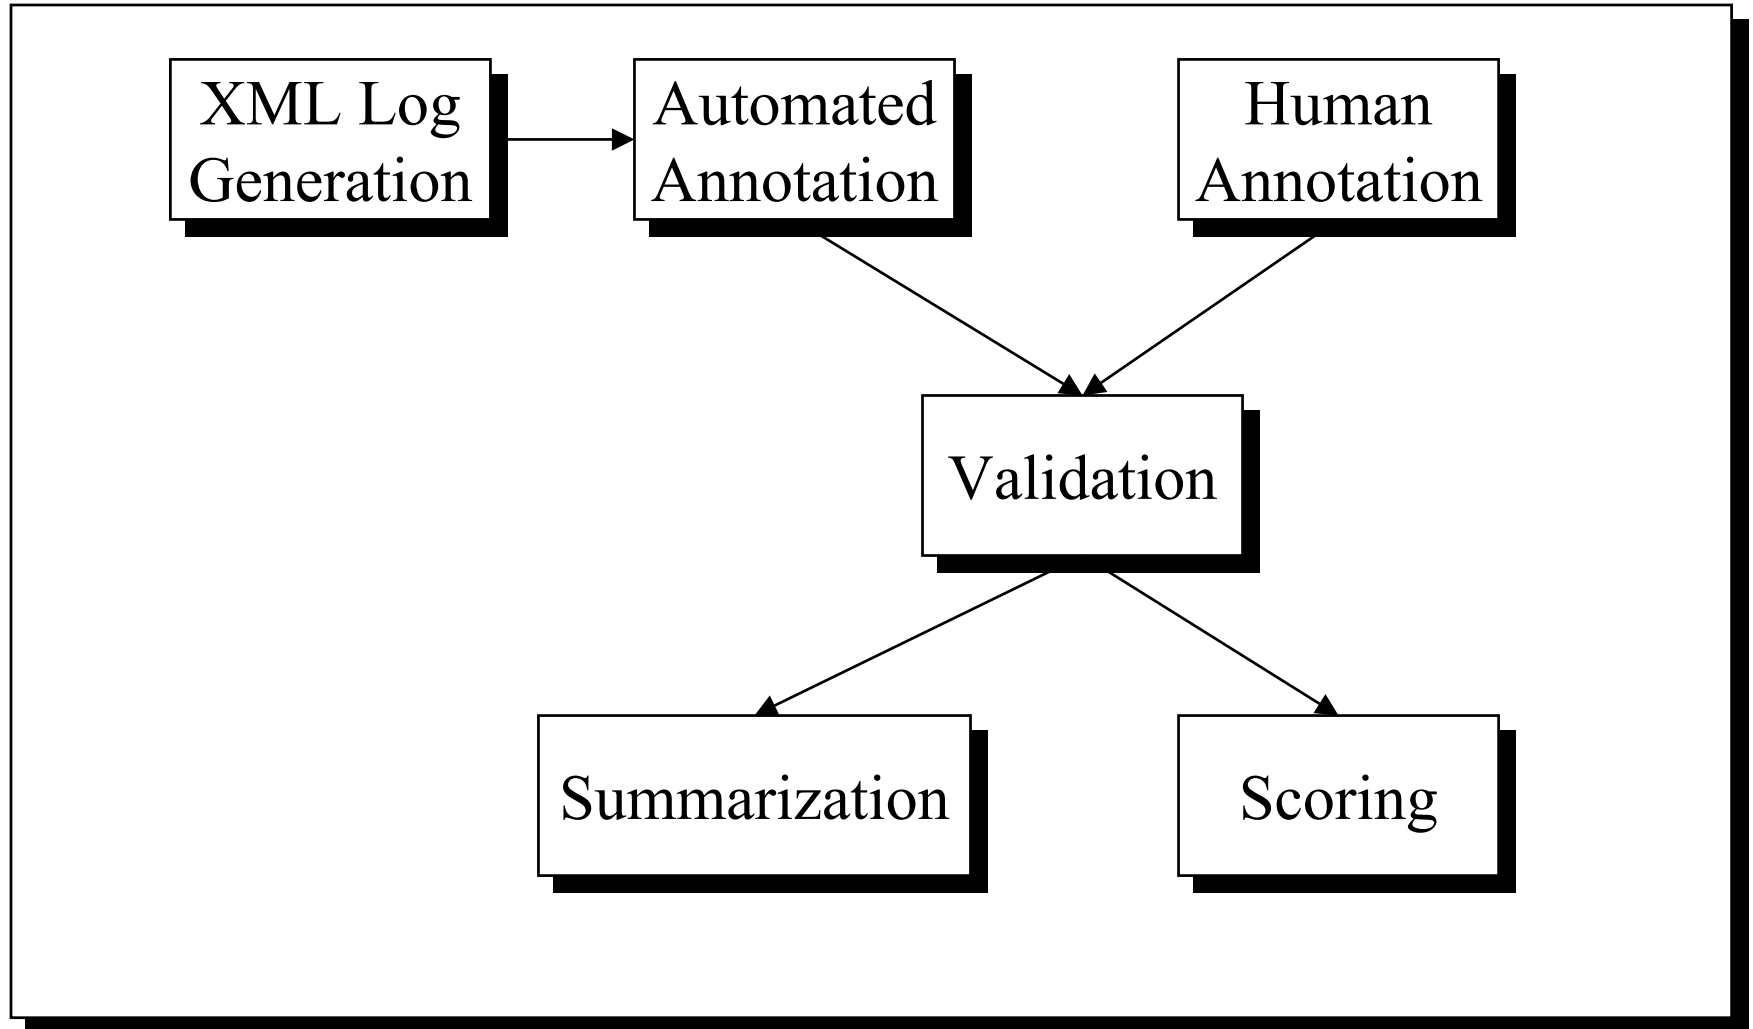 XML Log
Generation
Automated
Annotation
Human
Annotation
Validation
Summarization
Scoring